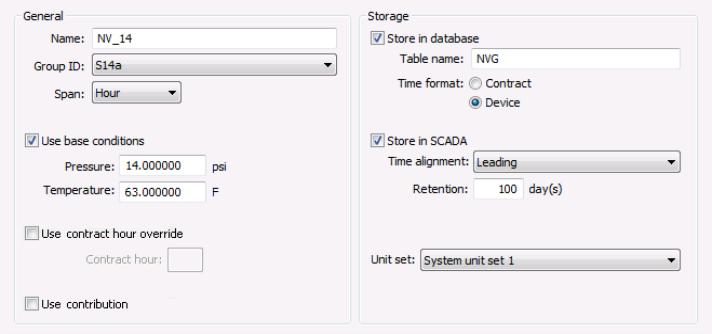 General
Name: NV_14
Group ID: S14a
Span: Hour
Use base conditions
Pressure: 14.000000 psi
Temperature: 63.000000 F
Use contract hour override
Contract hour:
Use contribution
Storage
Store in database
Table name: NVG
Time format: Contract
Device
Store in SCADA
Time alignment: Leading
Retention: 100 day(s)
Unit set: System unit set 1